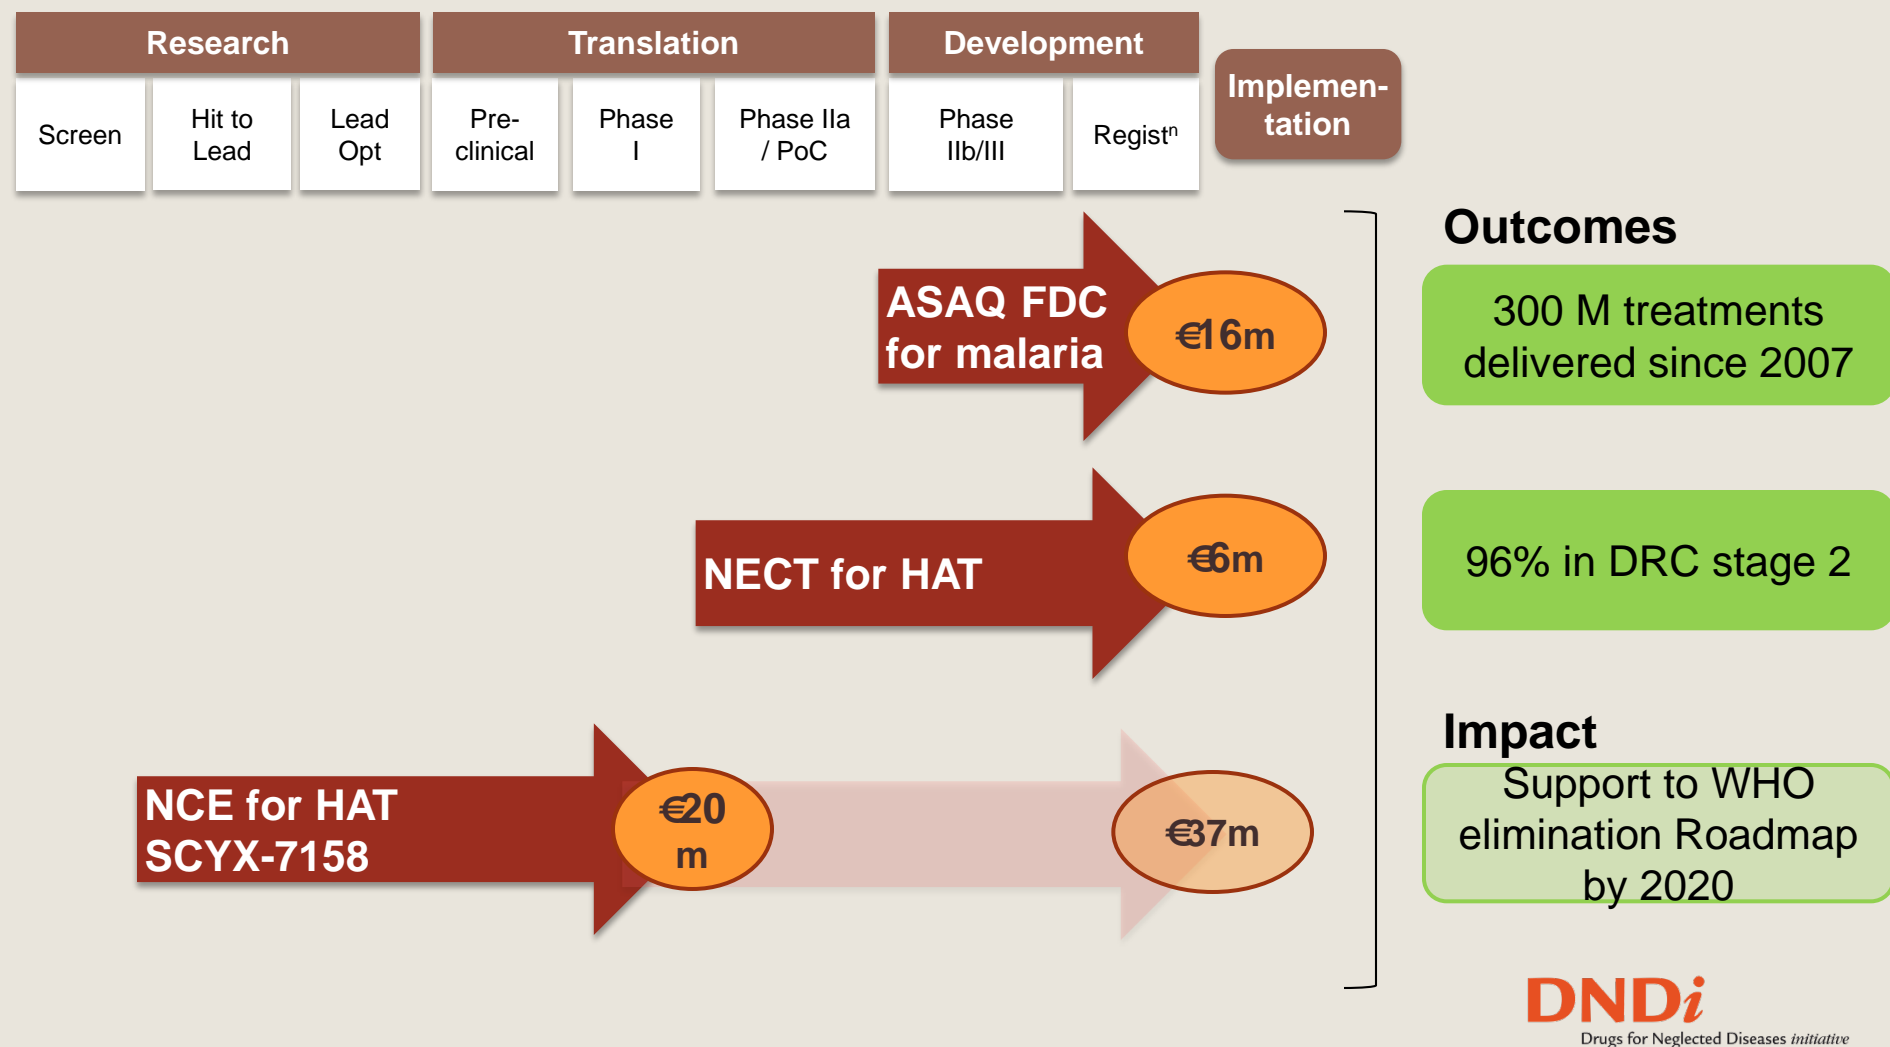 Research
Translation
Development
Implemen-
tation
Screen
Hit to
Lead
Lead
Opt
Pre-
clinical
Phase
I
Phase IIa
/ PoC
Phase
IIb/III
Registⁿ
Outcomes
ASAQ FDC
for malaria
€16m
300 M treatments
delivered since 2007
NECT for HAT
€6m
96% in DRC stage 2
Impact
NCE for HAT
SCYX-7158
€20
m
€37m
Support to WHO
elimination Roadmap
by 2020
DNDi
Drugs for Neglected Diseases initiative